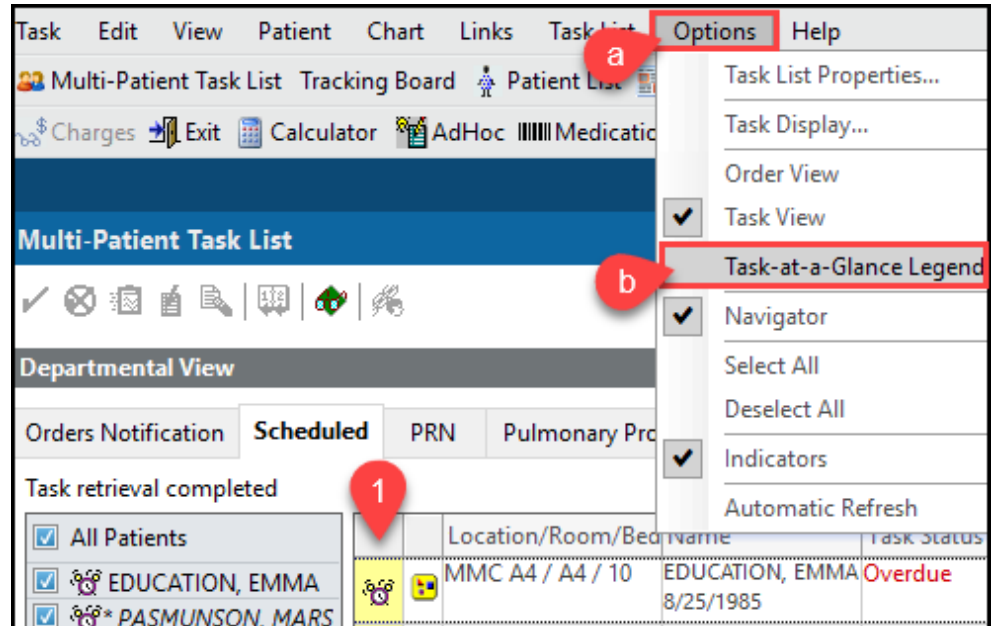 Task Edit View Patient Chart Links Task List Options Help
a
Multi-Patient Task List Tracking Board Patient List
Charges Exit Calculator AdHoc
Task List Properties...
Task Display...
Order View
Task View
b
Task-at-a-Glance Legend
Navigator
Select All
Deselect All
Indicators
Automatic Refresh
Multi-Patient Task List
Departmental View
Orders Notification Scheduled PRN Pulmonary
Task retrieval completed
1
All Patients
EDUCATION, EMMA
* PASMUNSON, MARS
Location/Room/Bed Name Task Status
MMC A4 / A4 / 10 EDUCATION, EMMA Overdue
8/25/1985